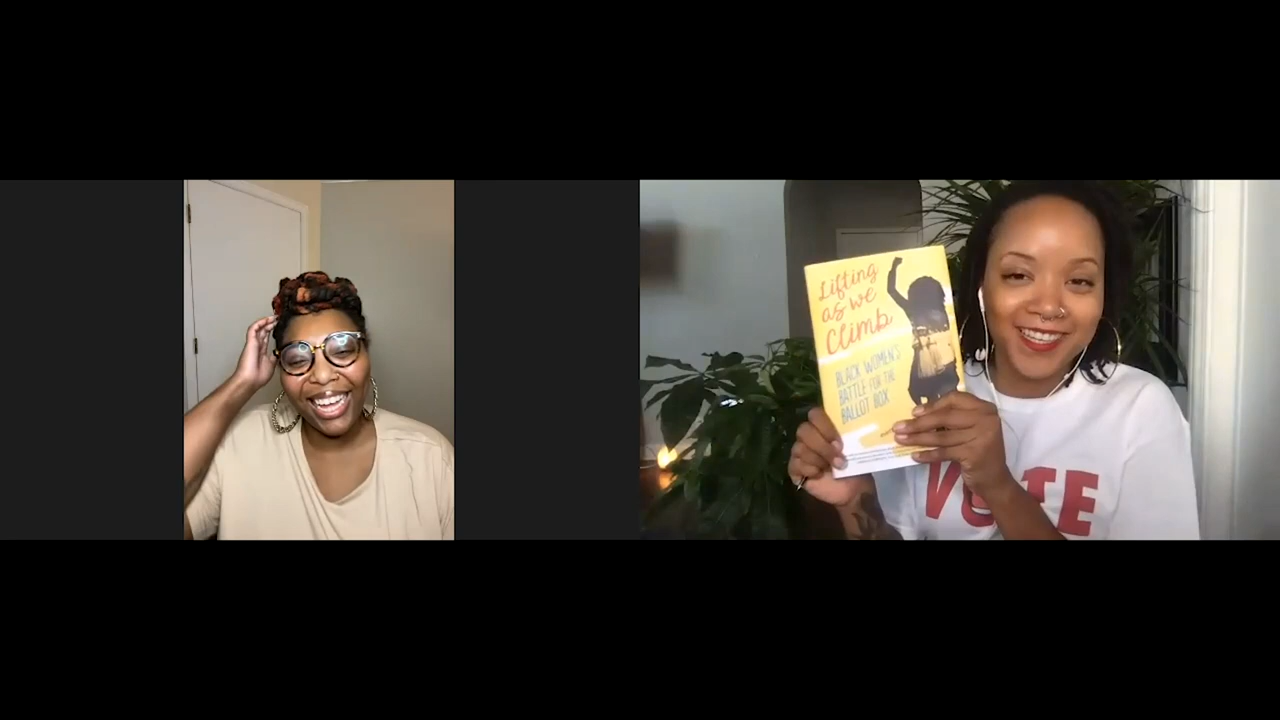 Lifting
as we
Climb
BLACK WOMEN'S
BATTLE FOR THE
BALLOT BOX
VOTE